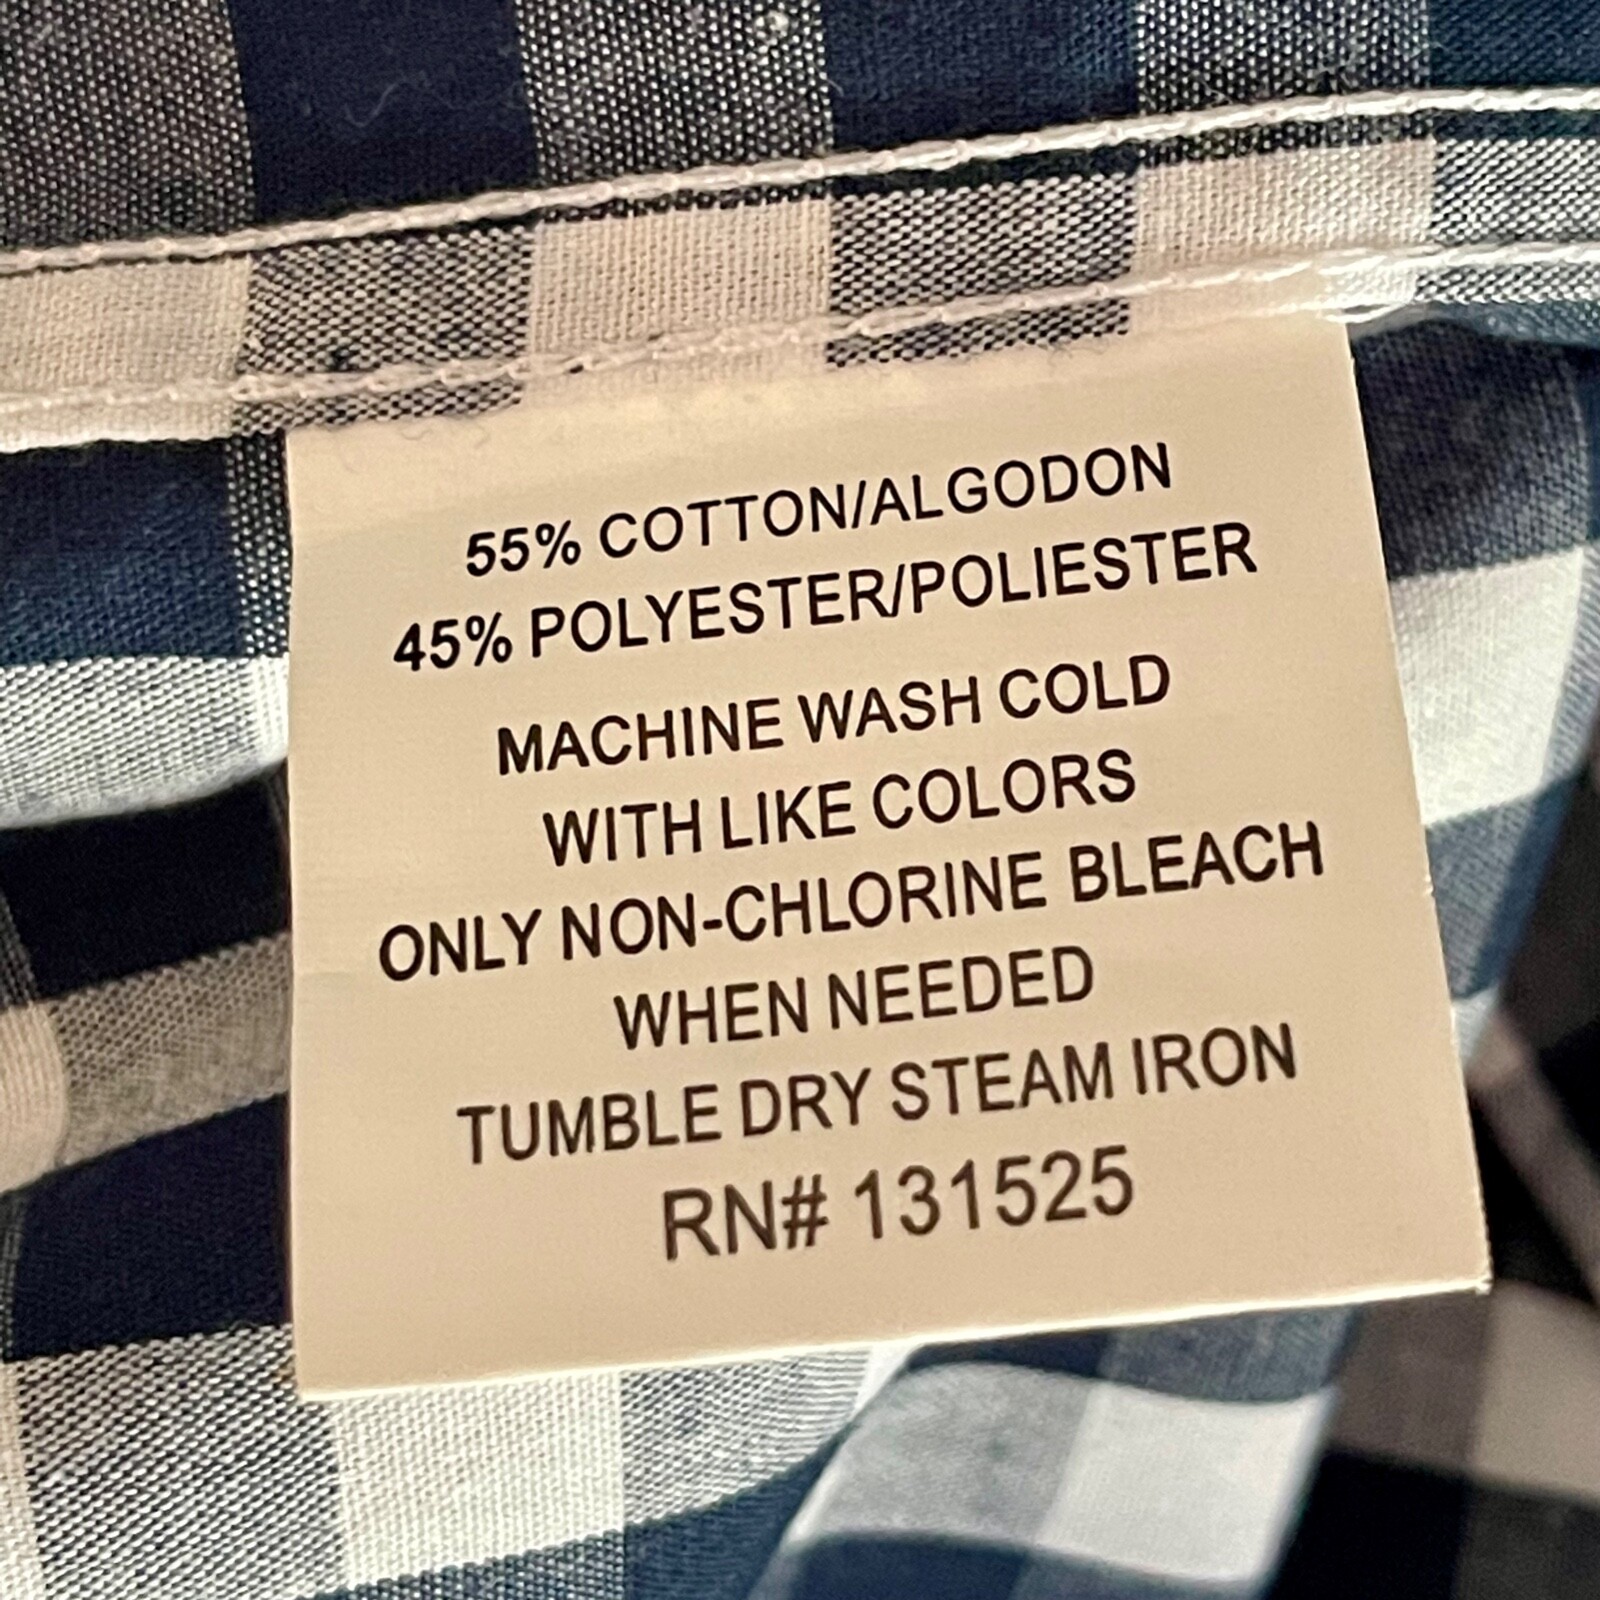 55% COTTON/ALGODON
45% POLYESTER/POLIESTER
MACHINE WASH COLD
WITH LIKE COLORS
ONLY NON-CHLORINE BLEACH
WHEN NEEDED
TUMBLE DRY STEAM IRON
RN# 131525